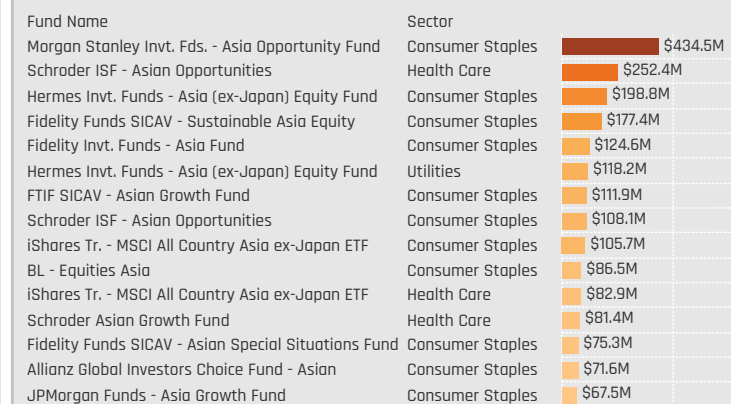 Fund Name Sector
Morgan Stanley Invt. Fds. - Asia Opportunity Fund Consumer Staples $434.5M
Schroder ISF - Asian Opportunities Health Care $252.4M
Hermes Invt. Funds - Asia (ex-Japan) Equity Fund Consumer Staples $198.8M
Fidelity Funds SICAV - Sustainable Asia Equity Consumer Staples $177.4M
Fidelity Invt. Funds - Asia Fund Consumer Staples $124.6M
Hermes Invt. Funds - Asia (ex-Japan) Equity Fund Utilities $118.2M
FTIF SICAV - Asian Growth Fund Consumer Staples $111.9M
Schroder ISF - Asian Opportunities Consumer Staples $108.1M
iShares Tr. - MSCI All Country Asia ex-Japan ETF Consumer Staples $105.7M
BL - Equities Asia Consumer Staples $86.5M
iShares Tr. - MSCI All Country Asia ex-Japan ETF Health Care $82.9M
Schroder Asian Growth Fund Health Care $81.4M
Fidelity Funds SICAV - Asian Special Situations Fund Consumer Staples $75.3M
Allianz Global Investors Choice Fund - Asian Consumer Staples $71.6M
JPMorgan Funds - Asia Growth Fund Consumer Staples $67.5M